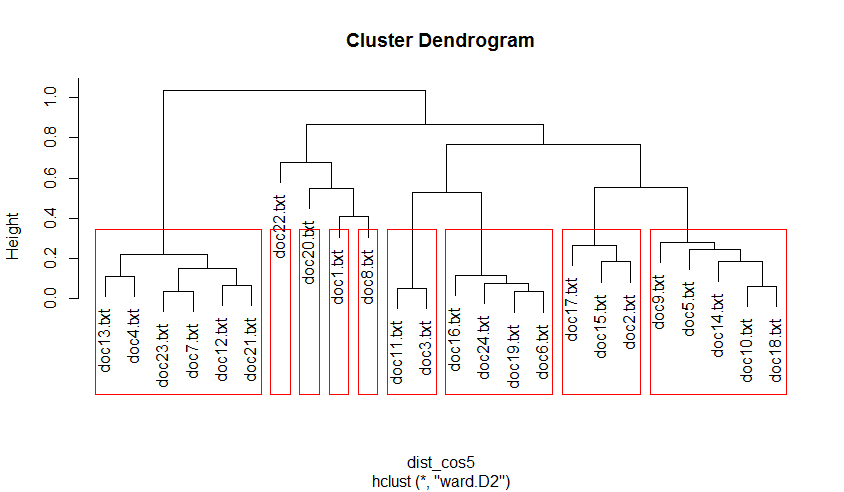 Cluster Dendrogram
Height
0.0 0.2 0.4 0.6 0.8 1.0
doc13.txt
doc4.txt
doc23.txt
doc7.txt
doc12.txt
doc21.txt
doc22.txt
doc20.txt
doc1.txt
doc8.txt
doc11.txt
doc3.txt
doc16.txt
doc24.txt
doc19.txt
doc6.txt
doc17.txt
doc15.txt
doc2.txt
doc9.txt
doc5.txt
doc14.txt
doc10.txt
doc18.txt
dist_cos5
hclust (*, "ward.D2")